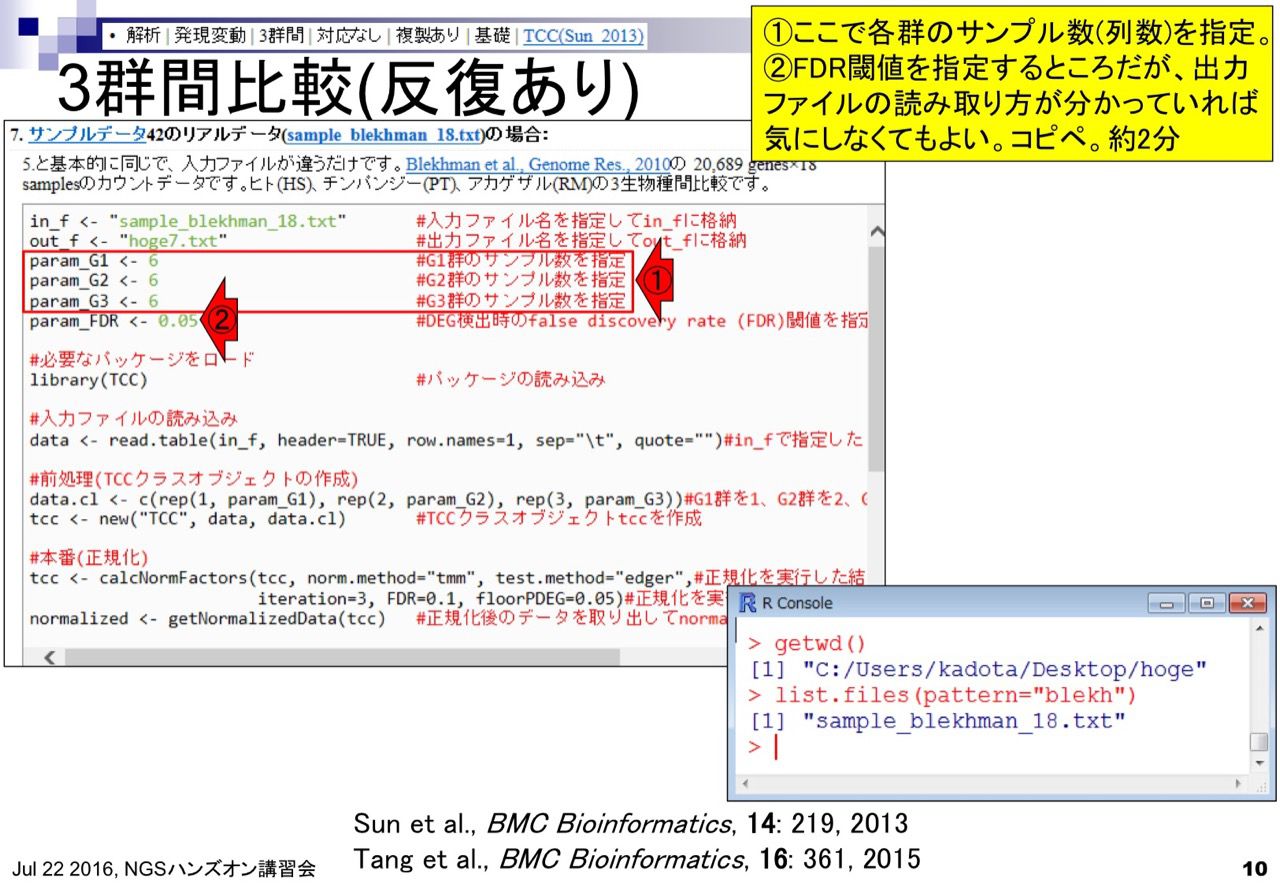 • 解析 | 発現変動 | 3群間 | 対応なし | 複製あり | 基礎 | TCC(Sun_2013)
3群間比較(反復あり)
①ここで各群のサンプル数(列数)を指定。
②FDR閾値を指定するところだが、出力
ファイルの読み取り方が分かっていれば
気にしなくてもよい。コピペ。約2分
7. サンプルデータ42のリアルデータ(sample_blekhman_18.txt)の場合:
5.と基本的に同じで、入力ファイルが違うだけです。Blekhman et al., Genome Res., 2010の 20,689 genes×18
samplesのカウントデータです。ヒト(HS)、チンパンジー(PT)、アカゲザル(RM)の3生物種間比較です。
in_f <- "sample_blekhman_18.txt" #入力ファイル名を指定してin_fに格納
out_f <- "hoge7.txt" #出力ファイル名を指定してout_fに格納
param_G1 <- 6 #G1群のサンプル数を指定
param_G2 <- 6 #G2群のサンプル数を指定
①
param_G3 <- 6 #G3群のサンプル数を指定
param_FDR <- 0.05 #DEG検出時のfalse discovery rate (FDR)閾値を指定
②
#必要なパッケージをロード
library(TCC) #パッケージの読み込み
#入力ファイルの読み込み
data <- read.table(in_f, header=TRUE, row.names=1, sep="\t", quote="")#in_fで指定した
#前処理(TCCクラスオブジェクトの作成)
data.cl <- c(rep(1, param_G1), rep(2, param_G2), rep(3, param_G3))#G1群を1、G2群を2、
tcc <- new("TCC", data, data.cl) #TCCクラスオブジェクトtccを作成
#本番(正規化)
tcc <- calcNormFactors(tcc, norm.method="tmm", test.method="edger",#正規化を実行した結
iteration=3, FDR=0.1, floorPDEG=0.05)#正規化を実
normalized <- getNormalizedData(tcc) #正規化後のデータを取り出してnorma
R Console
> getwd()
[1] "C:/Users/kadota/Desktop/hoge"
> list.files(pattern="blekh")
[1] "sample_blekhman_18.txt"
>
Sun et al., BMC Bioinformatics, 14: 219, 2013
Tang et al., BMC Bioinformatics, 16: 361, 2015
Jul 22 2016, NGSハンズオン講習会
10